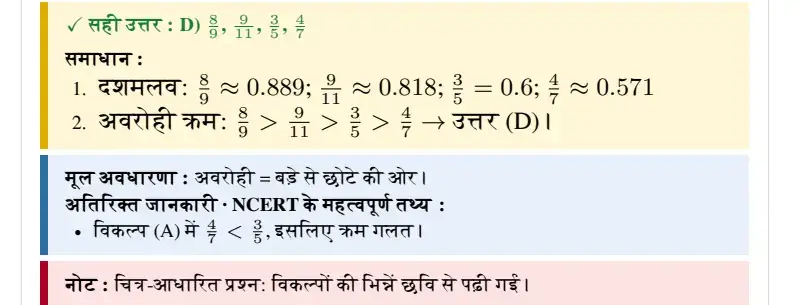 ✓ सही उत्तर : D) 8/9, 9/11, 3/5, 4/7
समाधान :
1. दशमलव: 8/9 ≈ 0.889; 9/11 ≈ 0.818; 3/5 = 0.6; 4/7 ≈ 0.571
2. अवरोही क्रम: 8/9 > 9/11 > 3/5 > 4/7 → उत्तर (D)।
मूल अवधारणा : अवरोही = बड़े से छोटे की ओर।
अतिरिक्त जानकारी · NCERT के महत्वपूर्ण तथ्य :
• विकल्प (A) में 4/7 < 3/5, इसलिए क्रम गलत।
नोट : चित्र-आधारित प्रश्न: विकल्पों की भिन्नें छवि से पढ़ी गईं।